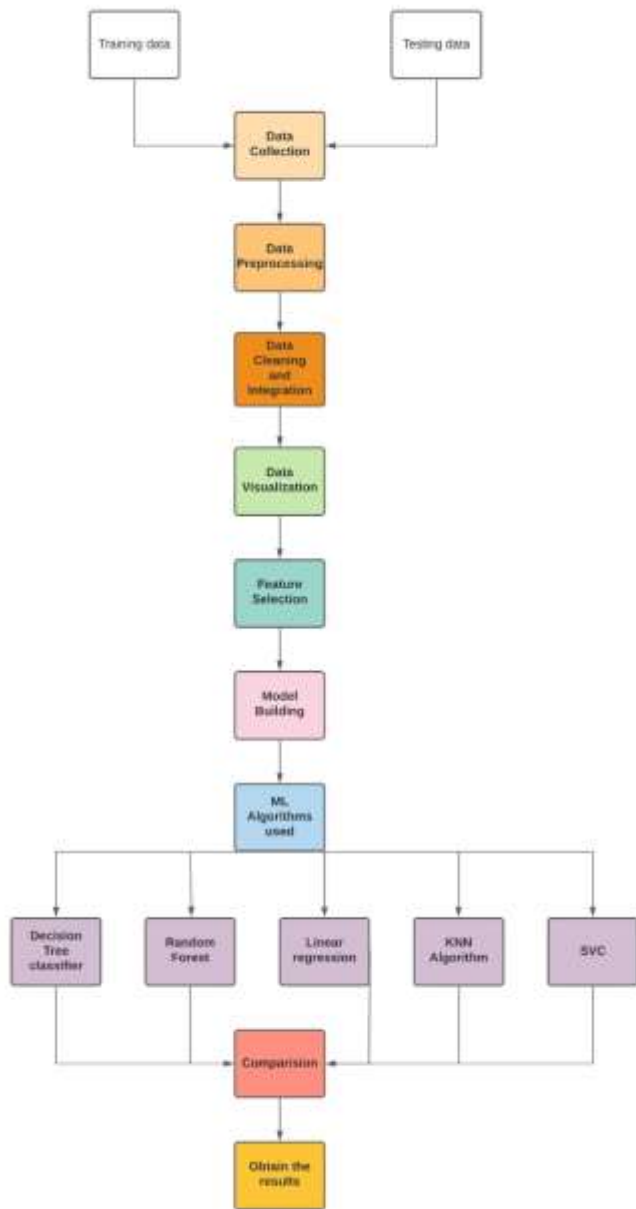 Training data
Testing data
Data
Collection
Data
Preprocessing
Data
Cleaning
and
Integration
Data
Visualization
Feature
Selection
Model
Building
ML
Algorithms
used
Decision
Tree
classifier
Random
Forest
Linear
regression
KNN
Algorithm
SVC
Comparision
Obtain the
results